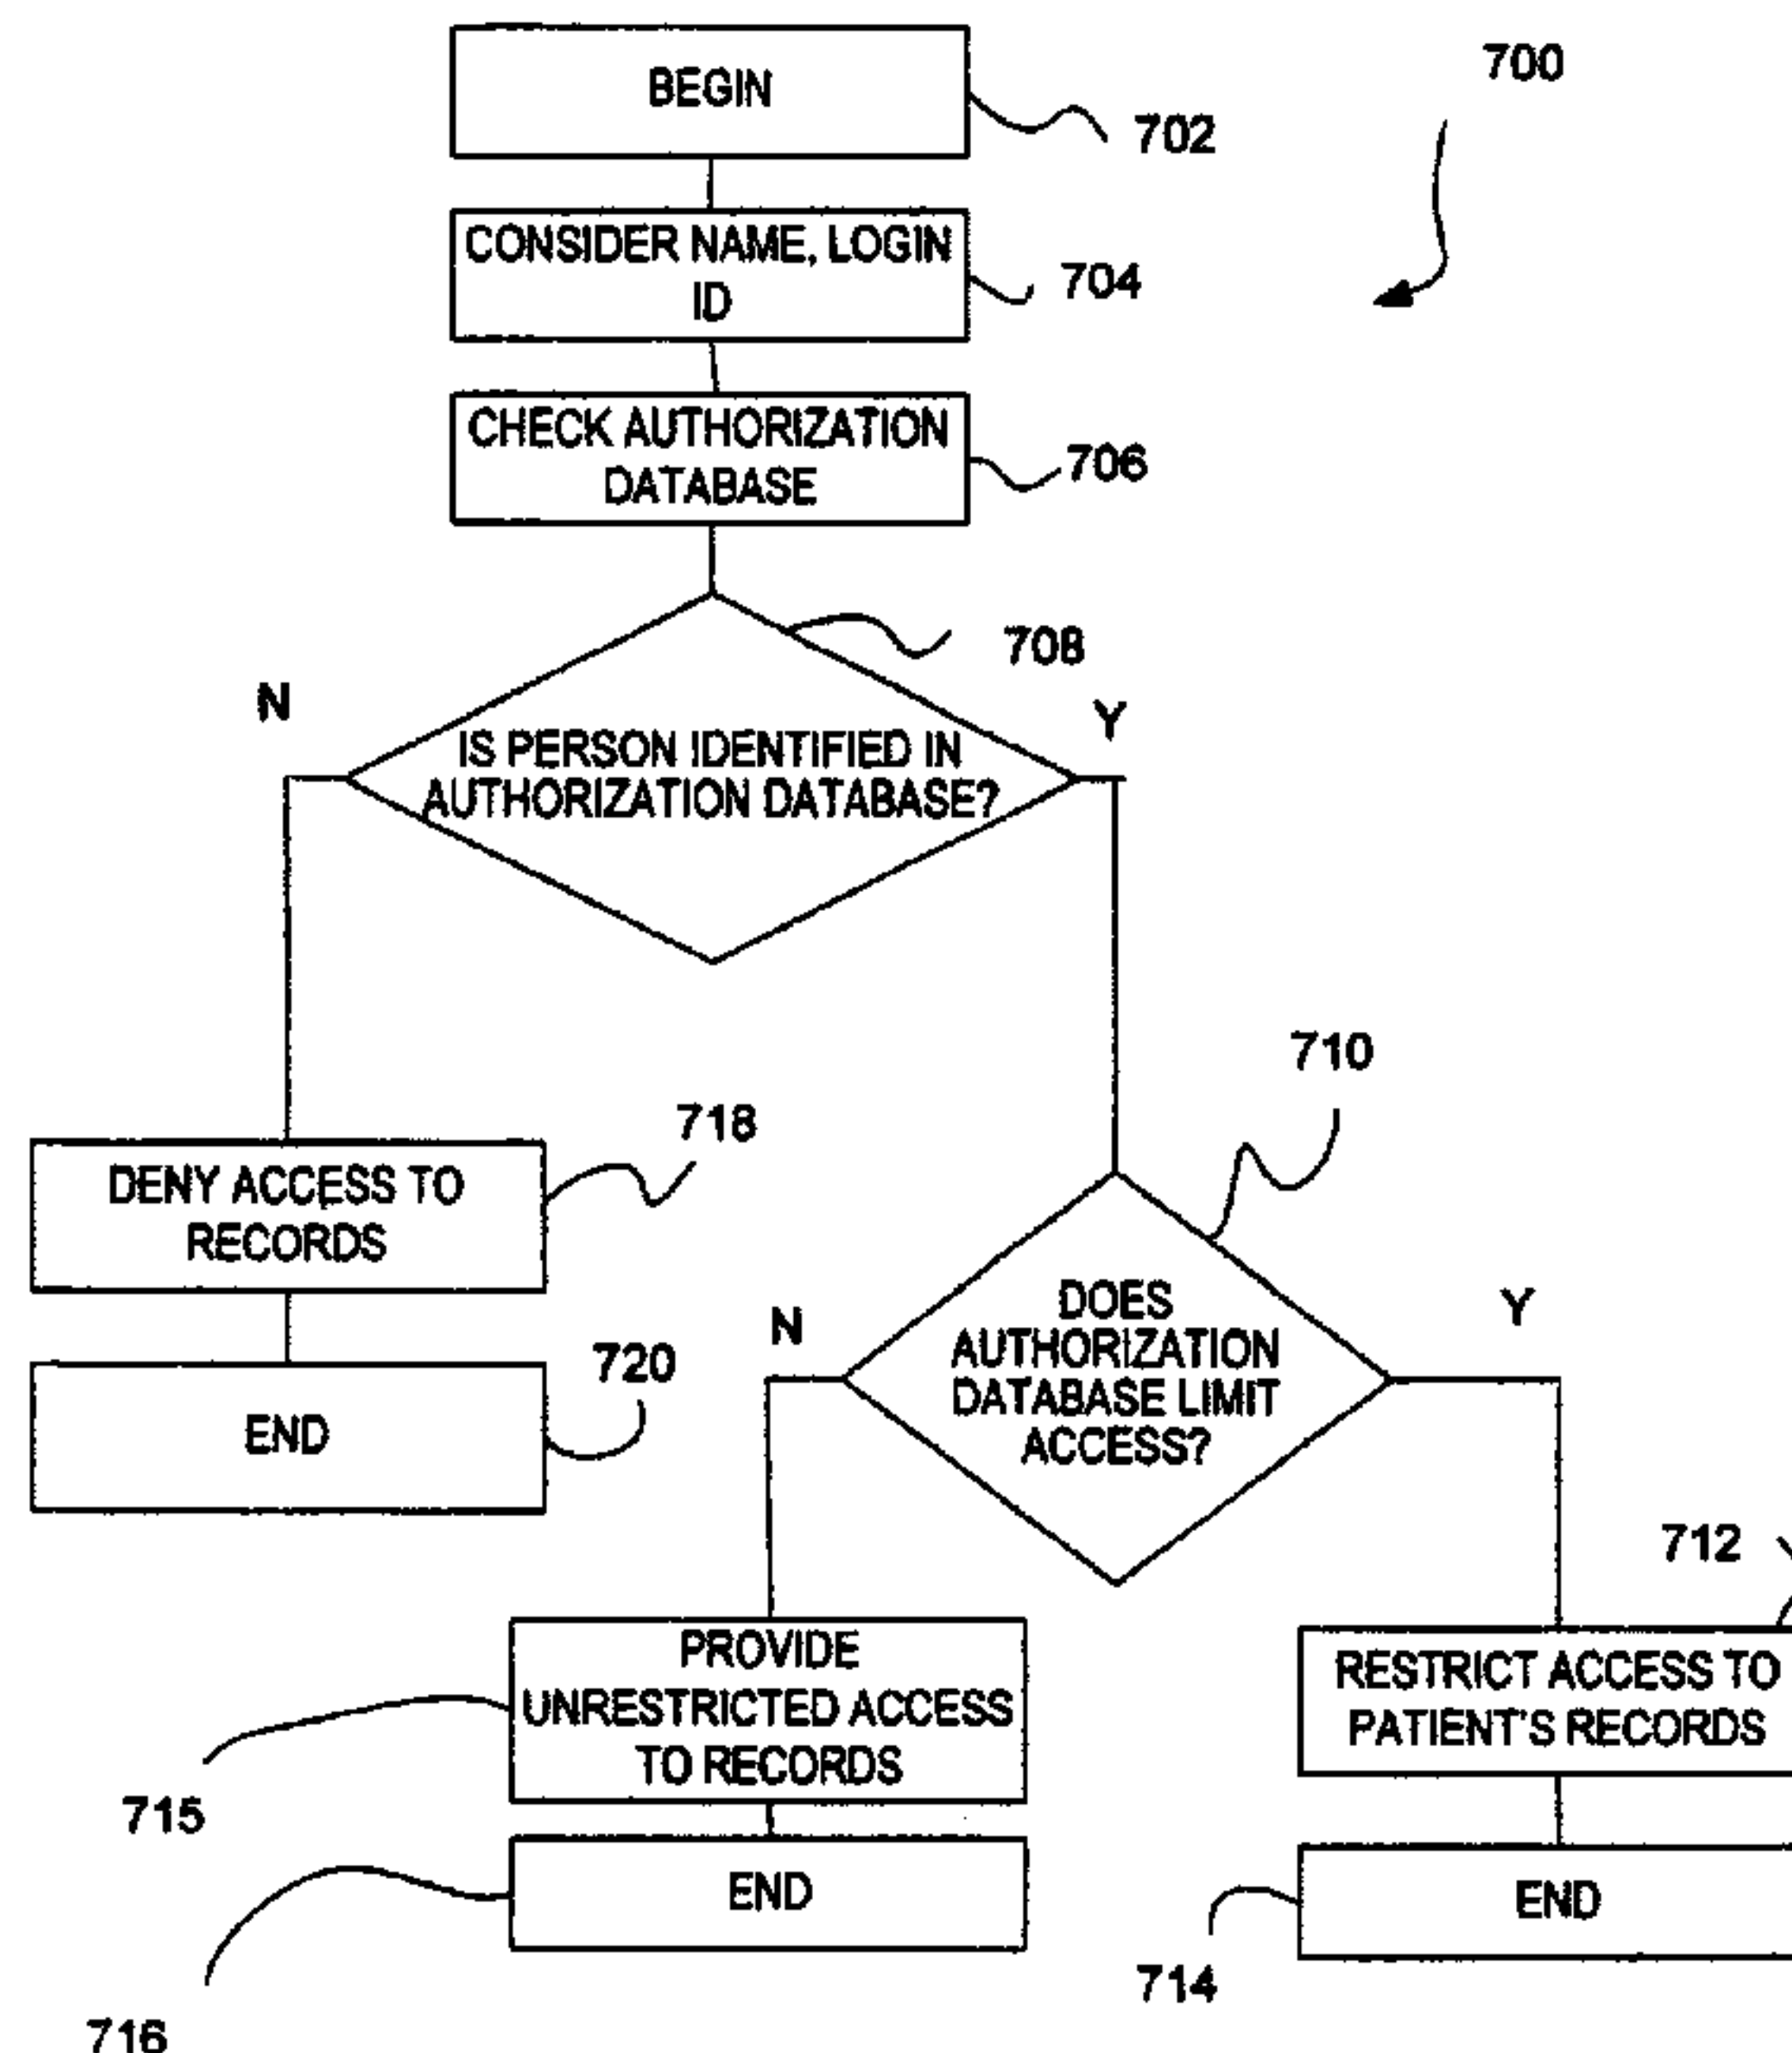 BEGIN
700
702
CONSIDER NAME, LOGIN
ID
704
CHECK AUTHORIZATION
DATABASE
706
708
N
Y
IS PERSON IDENTIFIED IN
AUTHORIZATION DATABASE?
710
718
DENY ACCESS TO
RECORDS
N
Y
DOES
AUTHORIZATION
DATABASE LIMIT
ACCESS?
720
END
712
PROVIDE
UNRESTRICTED ACCESS
TO RECORDS
RESTRICT ACCESS TO
PATIENT'S RECORDS
715
END
END
714
716